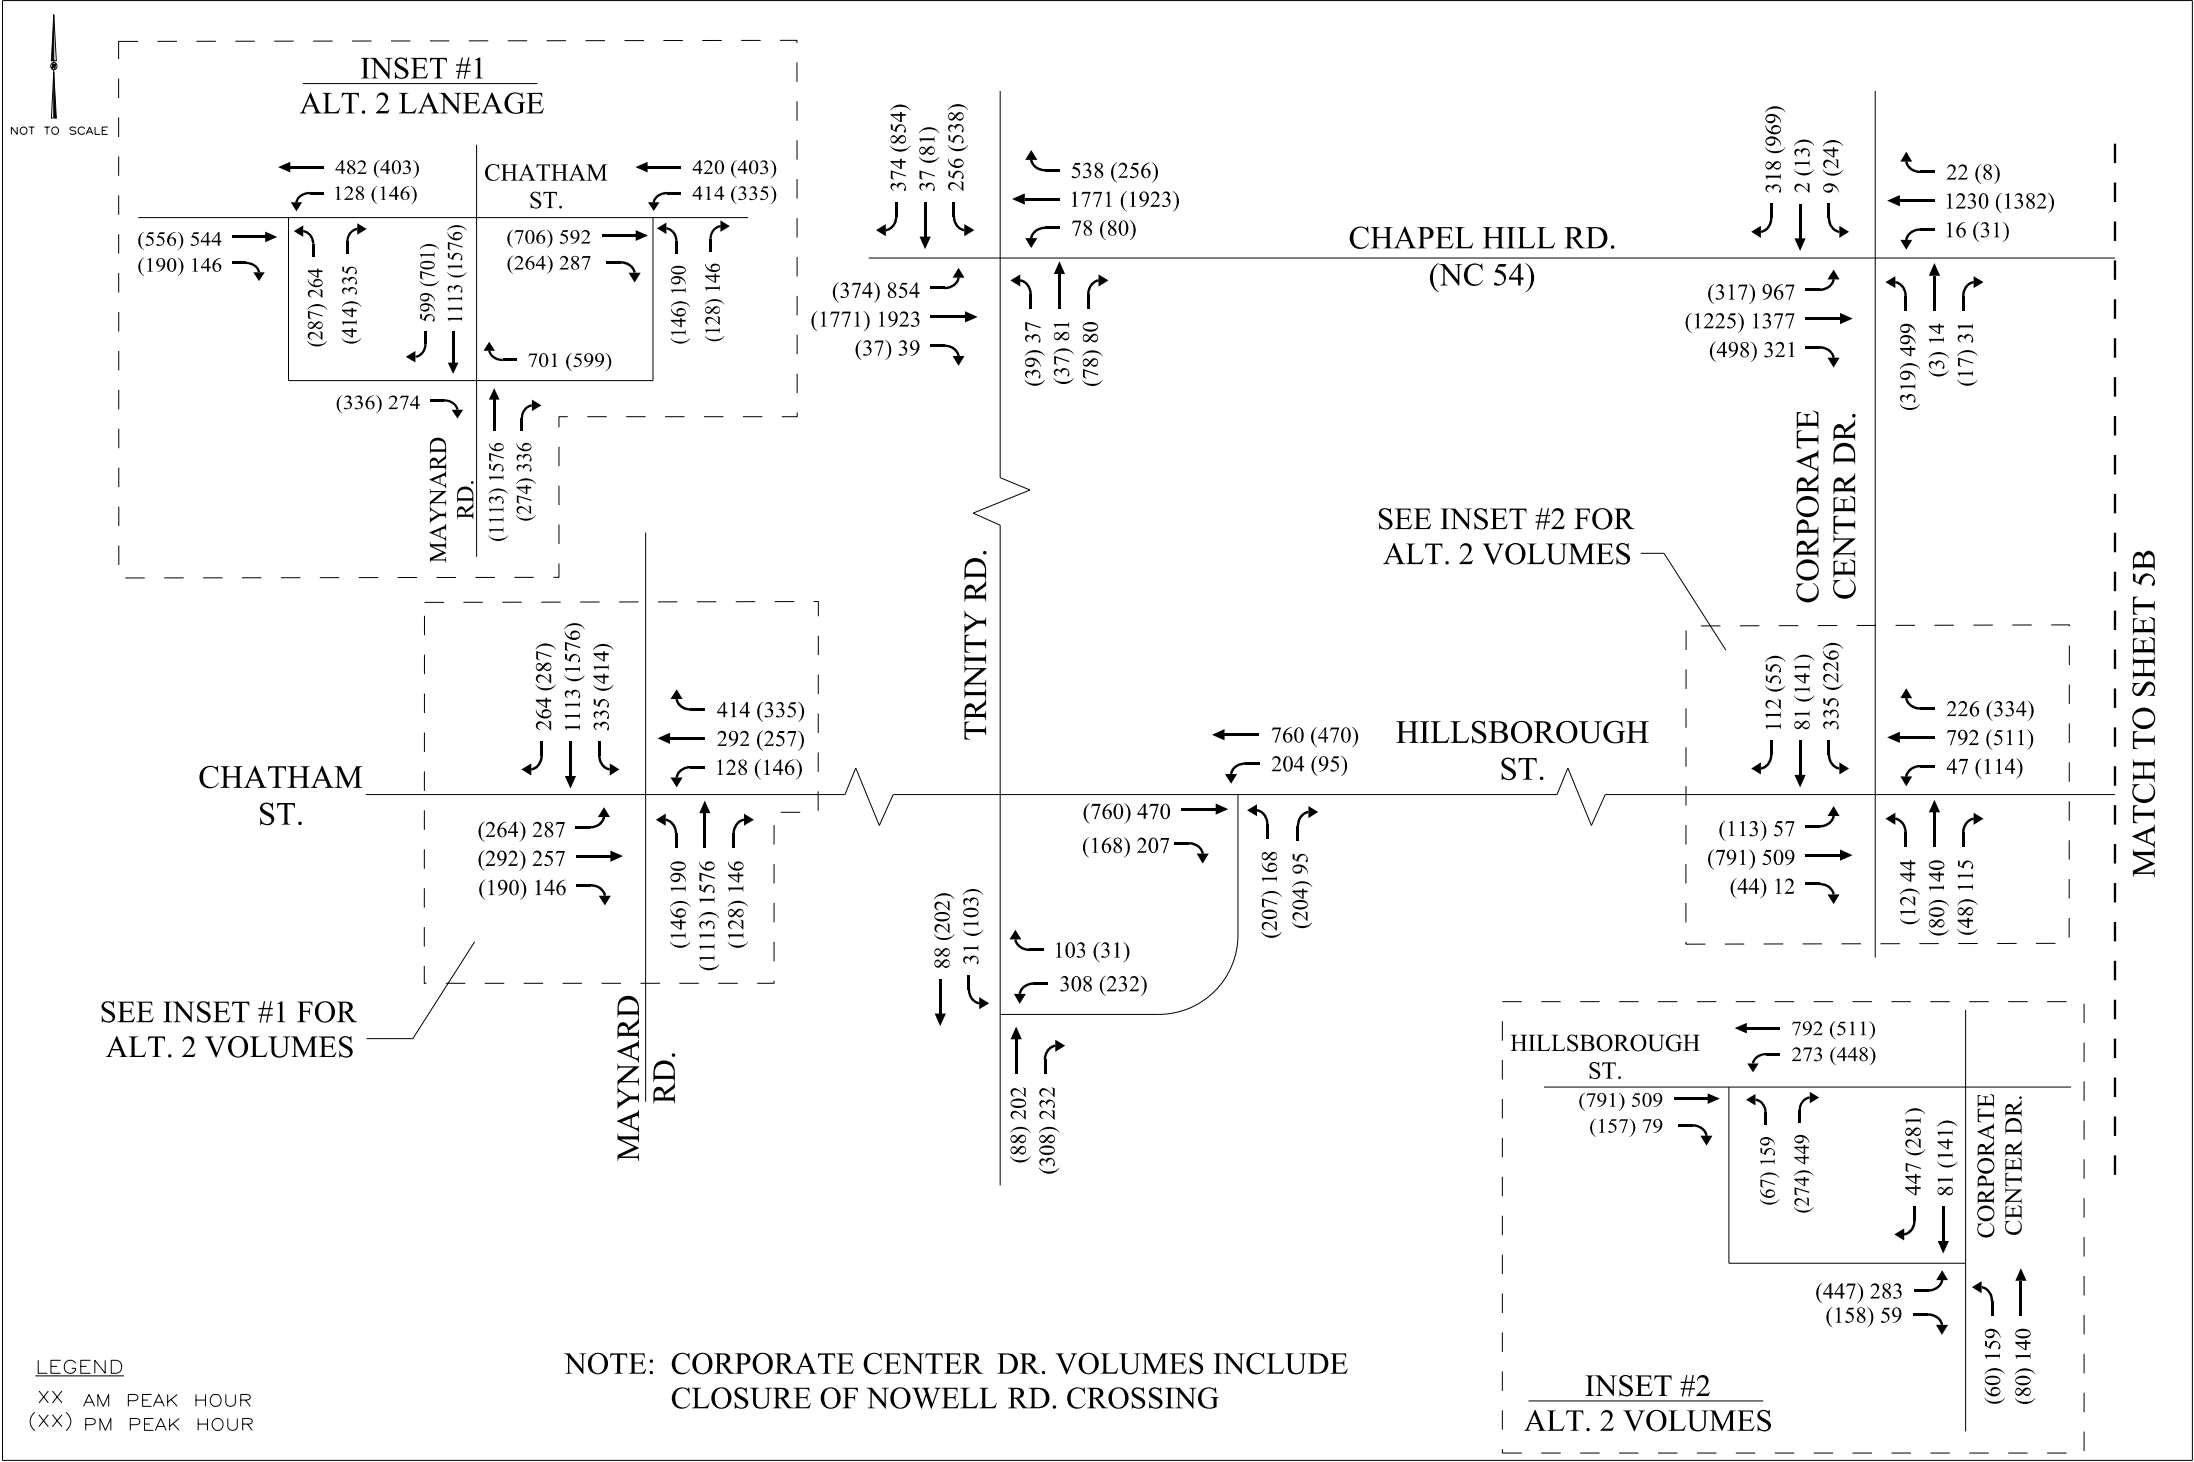 NOT TO SCALE
INSET #1
ALT. 2 LANEAGE
482 (403)
128 (146)
CHATHAM
ST.
420 (403)
414 (335)
(556) 544
(190) 146
(287) 264
(414) 335
599 (701)
1113 (1576)
(706) 592
(264) 287
(146) 190
(128) 146
701 (599)
(336) 274
MAYNARD
RD.
(1113) 1576
(274) 336
374 (854)
37 (81)
256 (538)
538 (256)
1771 (1923)
78 (80)
(374) 854
(1771) 1923
(37) 39
(39) 37
(37) 81
(78) 80
CHAPEL HILL RD.
(NC 54)
318 (969)
2 (13)
9 (24)
22 (8)
1230 (1382)
16 (31)
(317) 967
(1225) 1377
(498) 321
(319) 499
(3) 14
(17) 31
CORPORATE
CENTER DR.
SEE INSET #2 FOR
ALT. 2 VOLUMES
MATCH TO SHEET 5B
TRINITY RD.
264 (287)
1113 (1576)
335 (414)
414 (335)
292 (257)
128 (146)
CHATHAM
ST.
(264) 287
(292) 257
(190) 146
(146) 190
(1113) 1576
(128) 146
SEE INSET #1 FOR
ALT. 2 VOLUMES
MAYNARD
RD.
760 (470)
204 (95)
(760) 470
(168) 207
(207) 168
(204) 95
88 (202)
31 (103)
103 (31)
308 (232)
(88) 202
(308) 232
HILLSBOROUGH
ST.
112 (55)
81 (141)
335 (226)
226 (334)
792 (511)
47 (114)
(113) 57
(791) 509
(44) 12
(12) 44
(80) 140
(48) 115
HILLSBOROUGH
ST.
792 (511)
273 (448)
(791) 509
(157) 79
(67) 159
(274) 449
447 (281)
81 (141)
CORPORATE
CENTER DR.
(447) 283
(158) 59
(60) 159
(80) 140
INSET #2
ALT. 2 VOLUMES
NOTE: CORPORATE CENTER DR. VOLUMES INCLUDE
CLOSURE OF NOWELL RD. CROSSING
LEGEND
XX AM PEAK HOUR
(XX) PM PEAK HOUR